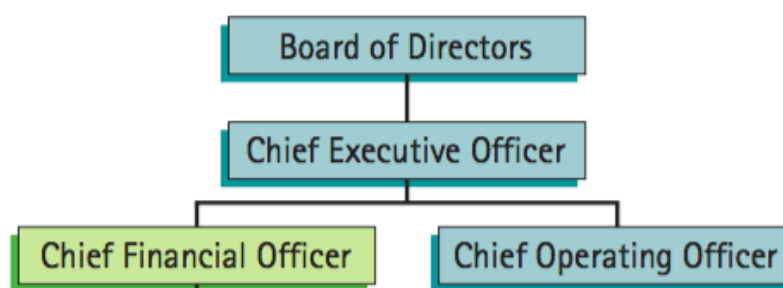 Board of Directors
Chief Executive Officer
Chief Financial Officer
Chief Operating Officer